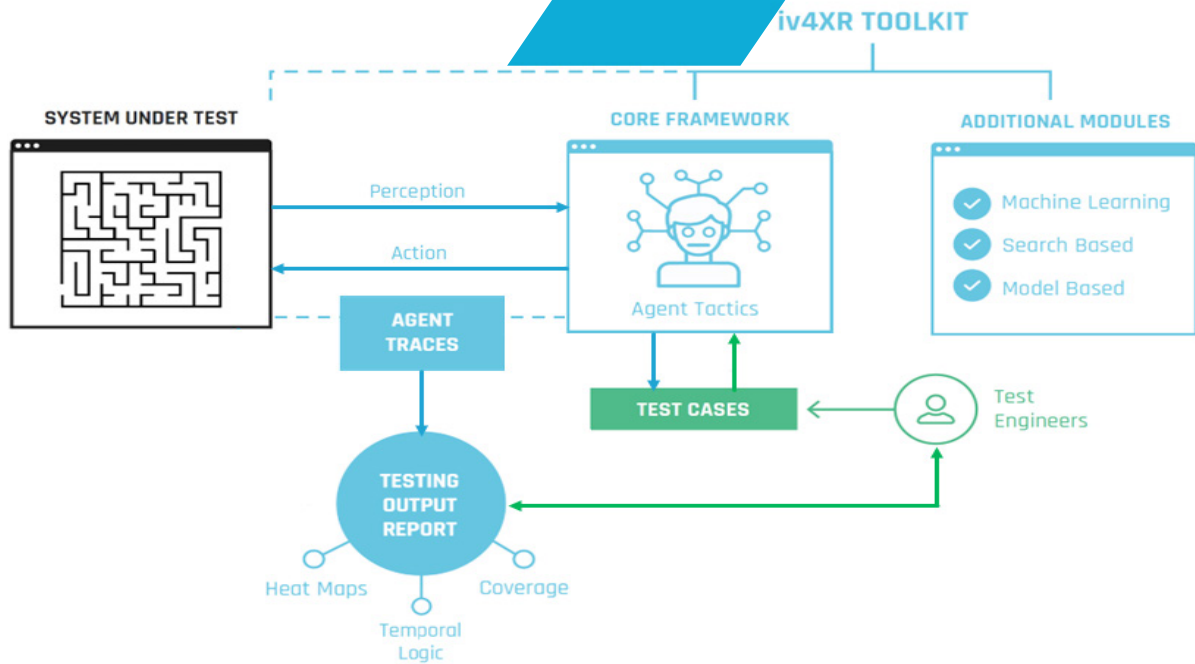 iv4XR TOOLKIT
SYSTEM UNDER TEST
CORE FRAMEWORK
ADDITIONAL MODULES
Perception
Action
Agent Tactics
Machine Learning
Search Based
Model Based
AGENT
TRACES
TEST CASES
Test
Engineers
TESTING
OUTPUT
REPORT
Heat Maps
Coverage
Temporal
Logic